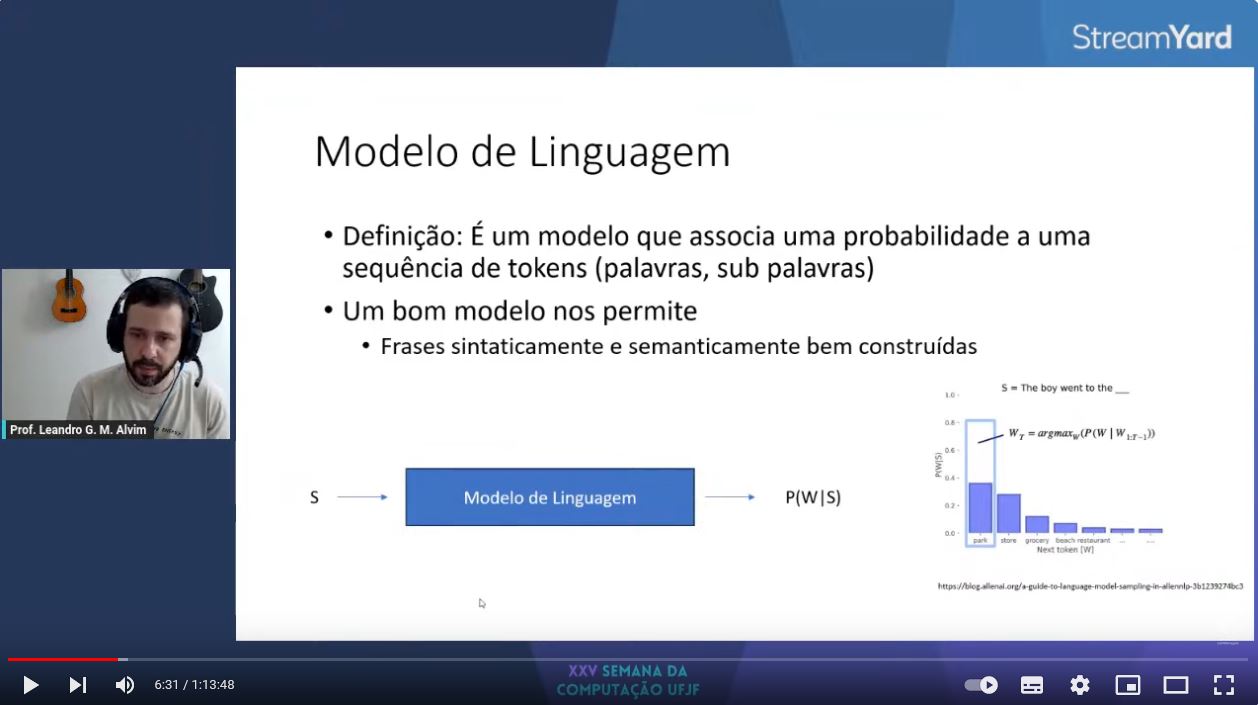 StreamYard
Modelo de Linguagem
• Definição: É um modelo que associa uma probabilidade a uma
sequência de tokens (palavras, sub palavras)
• Um bom modelo nos permite
• Frases sintaticamente e semanticamente bem construídas
Prof. Leandro G. M. Alvim
S
Modelo de Linguagem
P(W|S)
S = The boy went to the ___
W_T = argmax_W(P(W | W_{1:T−1}))
P(W|S)
1.0
0.8
0.6
0.4
0.2
0.0
park store grocery beach restaurant ... ....
Next token [W]
https://blog.allenai.org/a-guide-to-language-model-sampling-in-allennlp-3b1239274bc3
XXV SEMANA DA
COMPUTAÇÃO UFJF
6:31 / 1:13:48